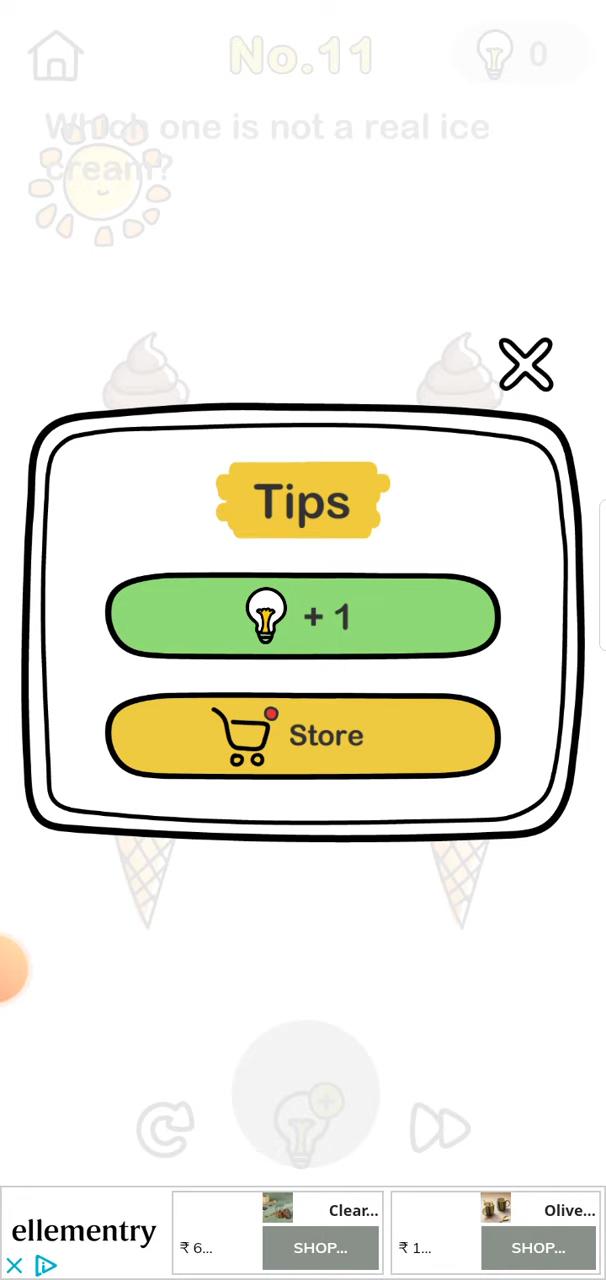 No.11
0
Which one is not a real ice
cream?
Tips
+ 1
Store
ellementry
Clear...
₹ 6...
SHOP...
Olive...
₹ 1...
SHOP...